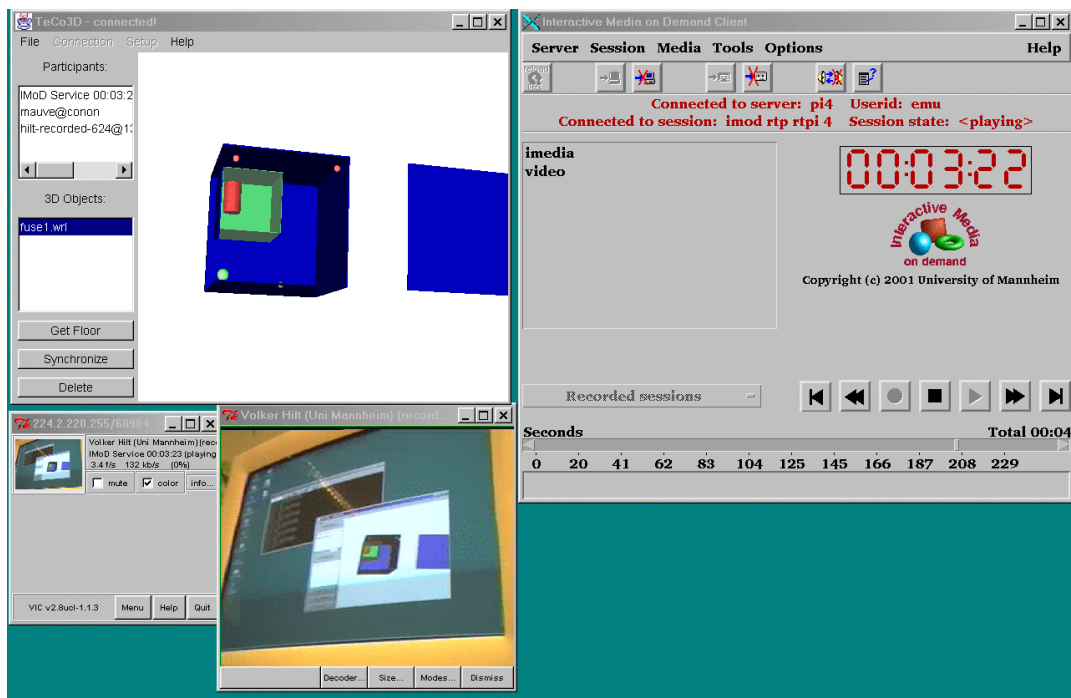 TeCo3D - connected!
File Connection Setup Help
Participants:
IMoD Service 00:03:2
mauve@conon
hilt-recorded-624@13
3D Objects:
fuse1.wrl
Get Floor
Synchronize
Delete
224.2.220.255/60984
Volker Hilt (Uni Mannheim) (reco
IMoD Service 00:03:23 (playing
3.4 f/s 132 kb/s (0%)
mute color info...
VIC v2.8ucl-1.1.3 Menu Help Quit
Volker Hilt (Uni Mannheim) (record
Decoder... Size... Modes... Dismiss
Interactive Media on Demand Client
Server Session Media Tools Options Help
reload
Connected to server: pi4 Userid: emu
Connected to session: imod rtp rtpi 4 Session state: <playing>
imedia
video
00:03:22
Interactive Media
on demand
Copyright (c) 2001 University of Mannheim
Recorded sessions
Seconds Total 00:04
0 20 41 62 83 104 125 145 166 187 208 229